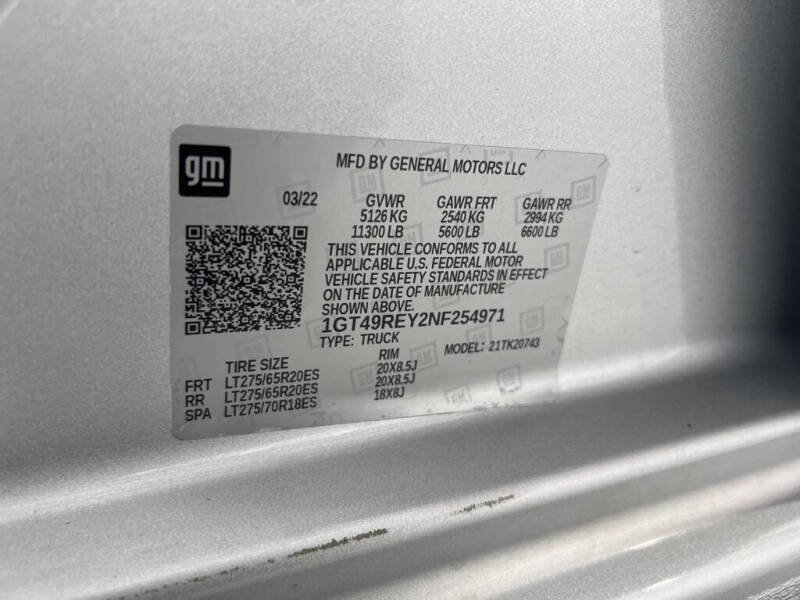 gm
MFD BY GENERAL MOTORS LLC
03/22 GVWR GAWR FRT GAWR RR
5126 KG 2540 KG 2994 KG
11300 LB 5600 LB 6600 LB
THIS VEHICLE CONFORMS TO ALL
APPLICABLE U.S. FEDERAL MOTOR
VEHICLE SAFETY STANDARDS IN EFFECT
ON THE DATE OF MANUFACTURE
SHOWN ABOVE.
1GT49REY2NF254971
TYPE: TRUCK MODEL: 21TK20743
TIRE SIZE RIM
FRT LT275/65R20ES 20X8.5J
RR LT275/65R20ES 20X8.5J
SPA LT275/70R18ES 18X8J